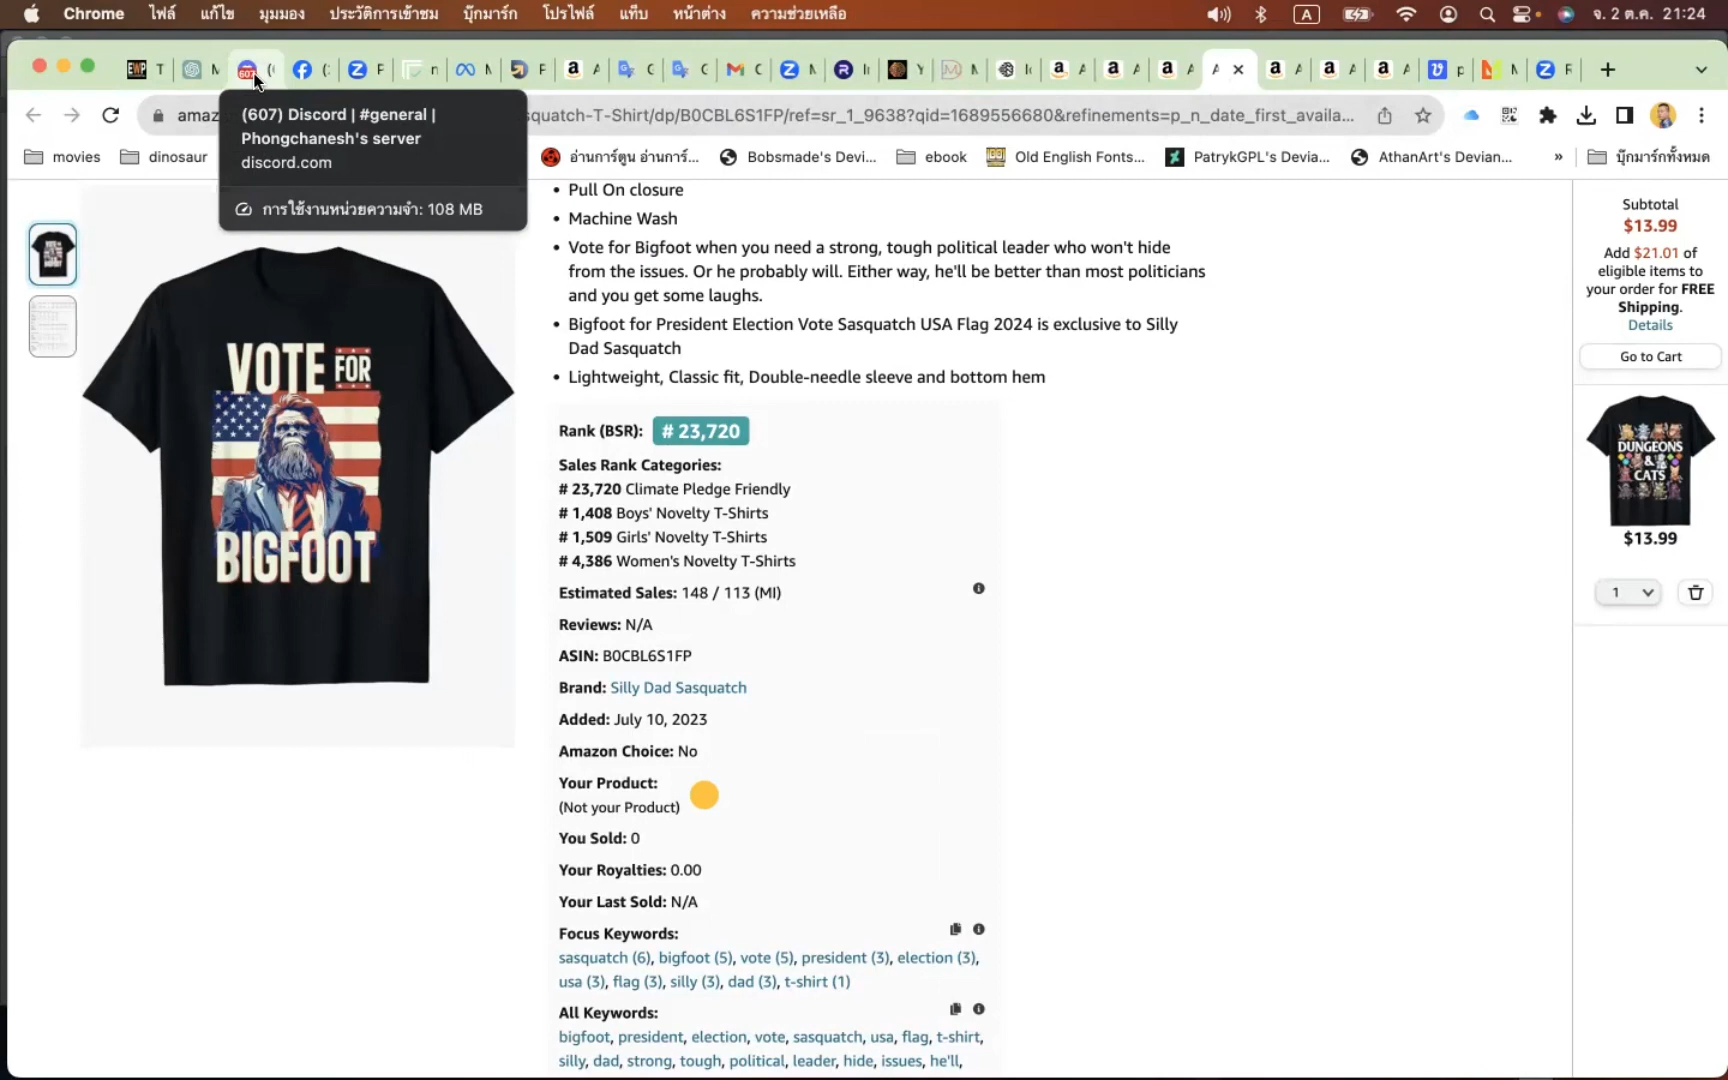 Chrome ไฟล์ แก้ไข มุมมอง ประวัติการเข้าชม บุ๊กมาร์ก โปรไฟล์ แท็บ หน้าต่าง ความช่วยเหลือ A จ. 2 ต.ค. 21:24
amaz
squatch-T-Shirt/dp/B0CBL6S1FP/ref=sr_1_9638?qid=1689556680&refinements=p_n_date_first_availa...
(607) Discord | #general |
Phongchanesh's server
discord.com
การใช้งานหน่วยความจำ: 108 MB
movies dinosaur อ่านการ์ตูน อ่านการ์... Bobsmade's Devi... ebook Old English Fonts... PatrykGPL's Devia... AthanArt's Devian... » บุ๊กมาร์กทั้งหมด
Pull On closure
Machine Wash
Vote for Bigfoot when you need a strong, tough political leader who won't hide
from the issues. Or he probably will. Either way, he'll be better than most politicians
and you get some laughs.
Bigfoot for President Election Vote Sasquatch USA Flag 2024 is exclusive to Silly
Dad Sasquatch
Lightweight, Classic fit, Double-needle sleeve and bottom hem
VOTE FOR
BIGFOOT
Rank (BSR): # 23,720
Sales Rank Categories:
# 23,720 Climate Pledge Friendly
# 1,408 Boys' Novelty T-Shirts
# 1,509 Girls' Novelty T-Shirts
# 4,386 Women's Novelty T-Shirts
Estimated Sales: 148 / 113 (MI)
Reviews: N/A
ASIN: B0CBL6S1FP
Brand: Silly Dad Sasquatch
Added: July 10, 2023
Amazon Choice: No
Your Product:
(Not your Product)
You Sold: 0
Your Royalties: 0.00
Your Last Sold: N/A
Focus Keywords:
sasquatch (6), bigfoot (5), vote (5), president (3), election (3),
usa (3), flag (3), silly (3), dad (3), t-shirt (1)
All Keywords:
bigfoot, president, election, vote, sasquatch, usa, flag, t-shirt,
silly, dad, strong, tough, political, leader, hide, issues, he'll,
Subtotal
$13.99
Add $21.01 of
eligible items to
your order for FREE
Shipping.
Details
Go to Cart
DUNGEONS
&
CATS
$13.99
1